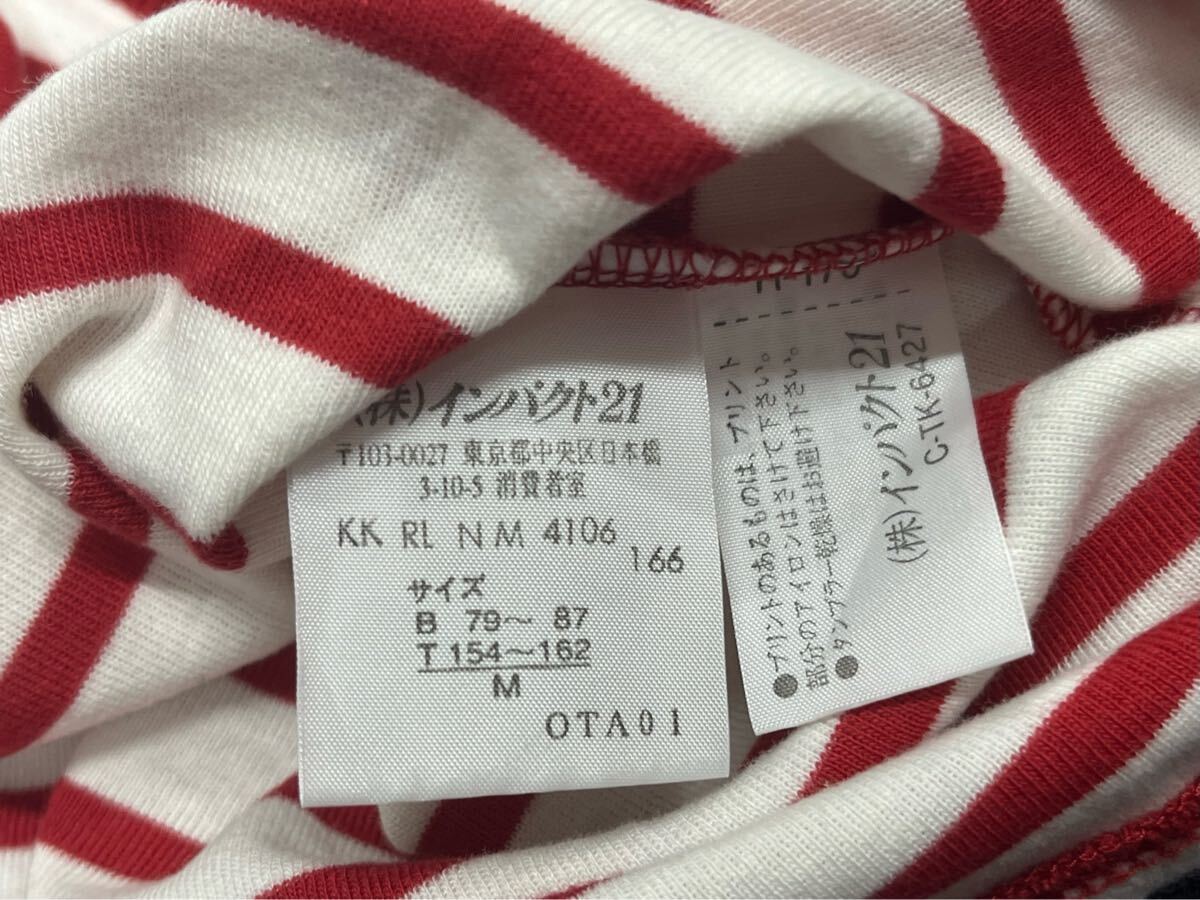 (株)インパクト21
〒103-0027 東京都中央区日本橋
3-10-5 消費者室
KK RL NM 4106
166
サイズ
B 79〜 87
T 154〜162
M
OTA01
●プリントのあるものは、プリント
部分のアイロンはさけて下さい。
●タンブラー乾燥はお避け下さい。
(株)インパクト21
C-TK-6427